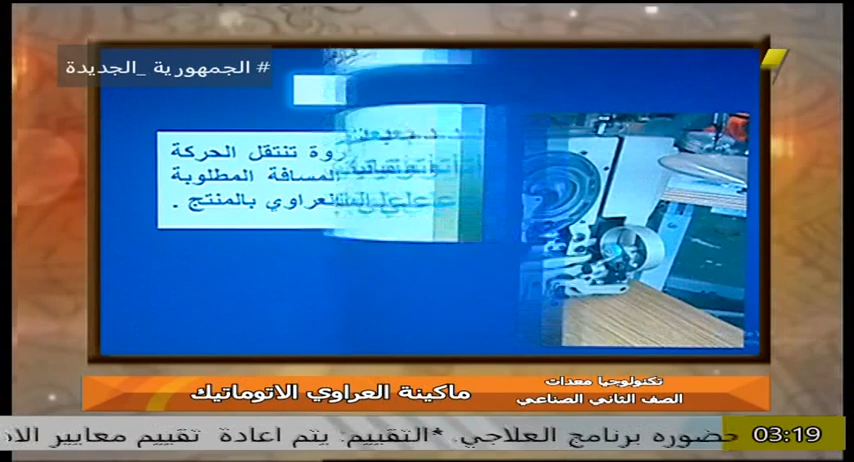 # الجمهورية _الجديدة
روة تنتقل الحركة
المسافة المطلوبة
العراوي بالمنتج .
تكنولوجيا معدات
الصف الثاني الصناعي
ماكينة العراوي الاتوماتيك
حضوره برنامج العلاجي. *التقييم: يتم اعادة تقييم معايير الاد
03:19